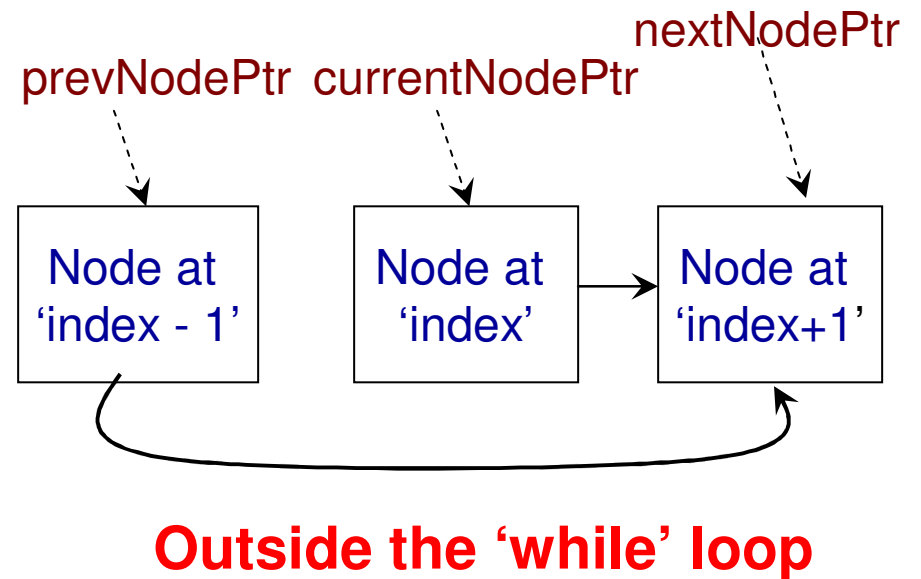 nextNodePtr
prevNodePtr currentNodePtr
Node at
‘index - 1’
Node at
‘index’
Node at
‘index+1’
Outside the ‘while’ loop